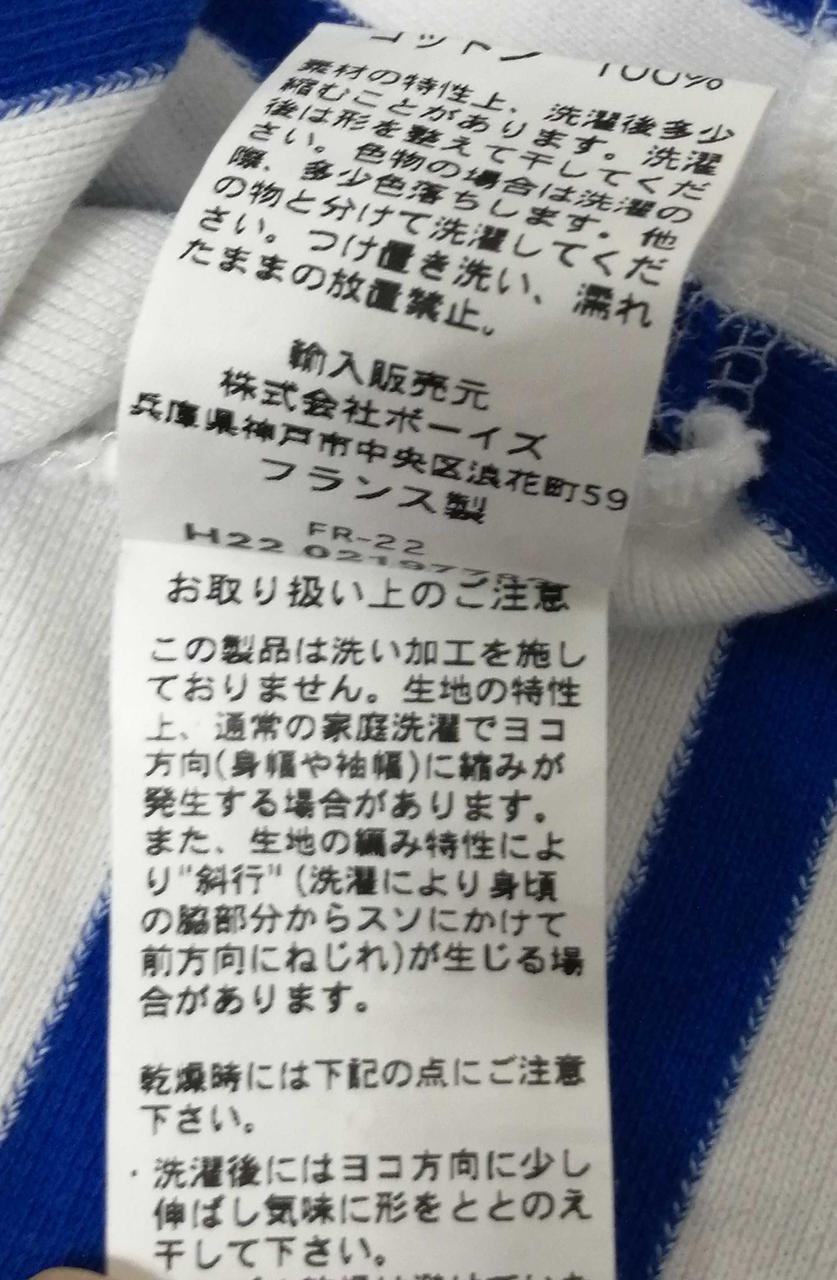 コットン 100%
素材の特性上、洗濯後多少
縮むことがあります。洗濯
後は形を整えて干してくだ
さい。色物の場合は洗濯の
際、多少色落ちします。他
の物と分けて洗濯してくだ
さい。つけ置き洗い、濡れ
たままの放置禁止。
輸入販売元
株式会社ボーイズ
兵庫県神戸市中央区浪花町59
フランス製
FR-22
H22
お取り扱い上のご注意
この製品は洗い加工を施し
ておりません。生地の特性
上、通常の家庭洗濯でヨコ
方向(身幅や袖幅)に縮みが
発生する場合があります。
また、生地の編み特性によ
り"斜行"(洗濯により身頃
の脇部分からスソにかけて
前方向にねじれ)が生じる場
合があります。
乾燥時には下記の点にご注意
下さい。
・洗濯後にはヨコ方向に少し
伸ばし気味に形をととのえ
干して下さい。